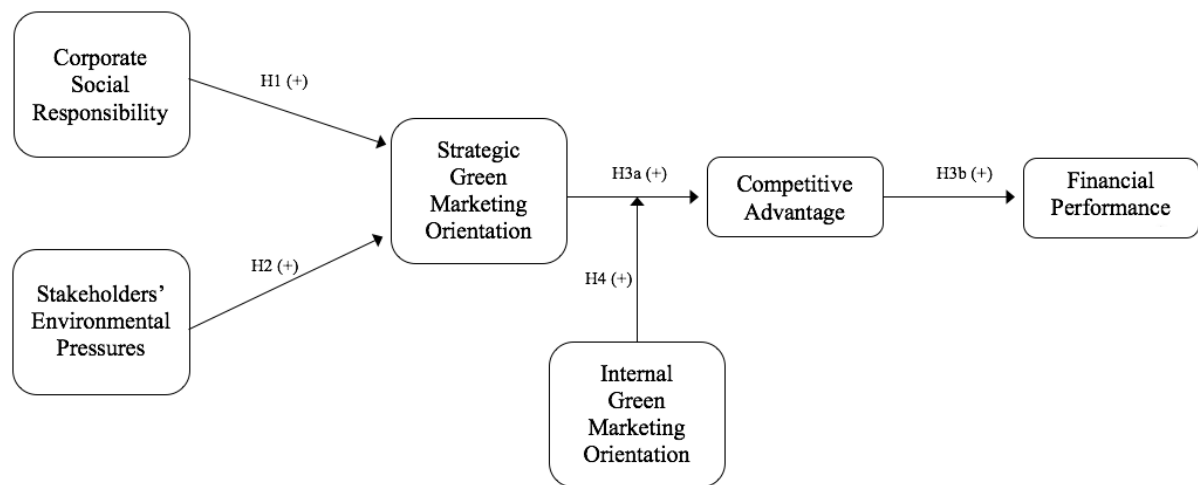 Corporate
Social
Responsibility
H1 (+)
Strategic
Green
Marketing
Orientation
H3a (+)
Competitive
Advantage
H3b (+)
Financial
Performance
H2 (+)
Stakeholders’
Environmental
Pressures
H4 (+)
Internal
Green
Marketing
Orientation